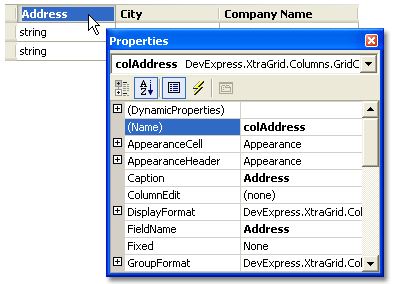 Address City Company Name
string
string
Properties
colAddress DevExpress.XtraGrid.Columns.GridC
(DynamicProperties)
(Name) colAddress
AppearanceCell Appearance
AppearanceHeader Appearance
Caption Address
ColumnEdit (none)
DisplayFormat DevExpress.XtraGrid.Col
FieldName Address
Fixed None
GroupFormat DevExpress.XtraGrid.Col